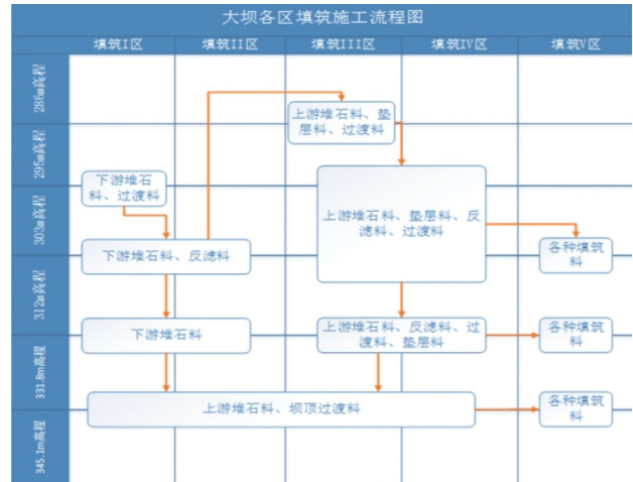 大坝各区填筑施工流程图
填筑I区
填筑II区
填筑III区
填筑IV区
填筑V区
286m高程
295m高程
303m高程
312m高程
331.8m高程
345.1m高程
上游堆石料、垫
层料、过渡料
下游堆石
料、过渡料
上游堆石料、垫层料、反
滤料、过渡料
下游堆石料、反滤料
各种填筑
料
下游堆石料
上游堆石料、反滤料、过
渡料、垫层料
各种填筑
料
上游堆石料、坝顶过渡料
各种填筑
料